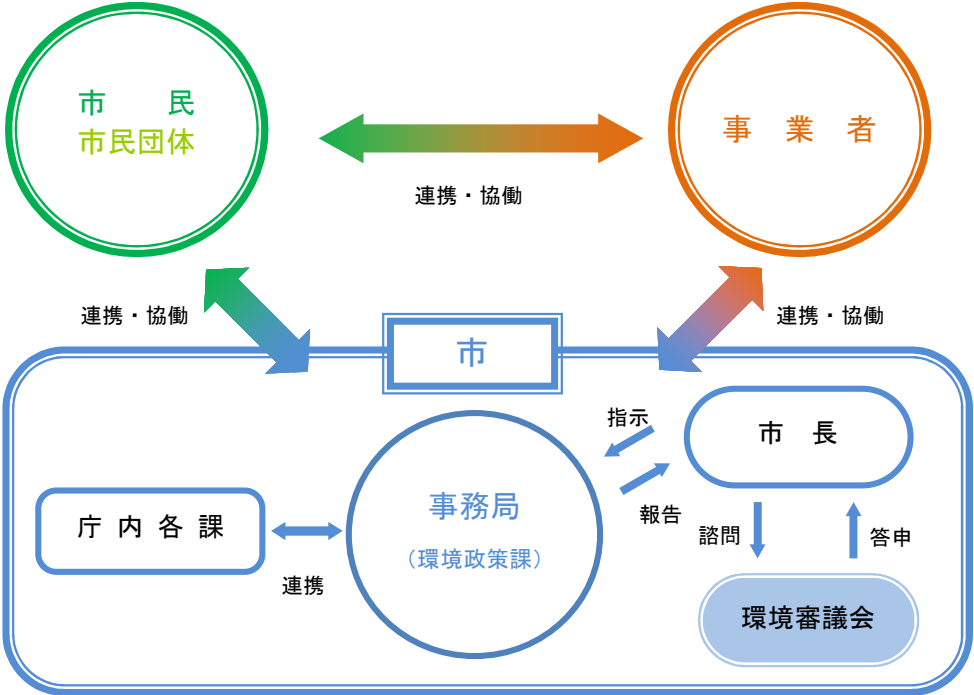 市　　民
市民団体
事　業　者
連携・協働
連携・協働
連携・協働
市
指示
市　長
報告
事務局
（環境政策課）
庁 内 各 課
連携
諮問
答申
環境審議会